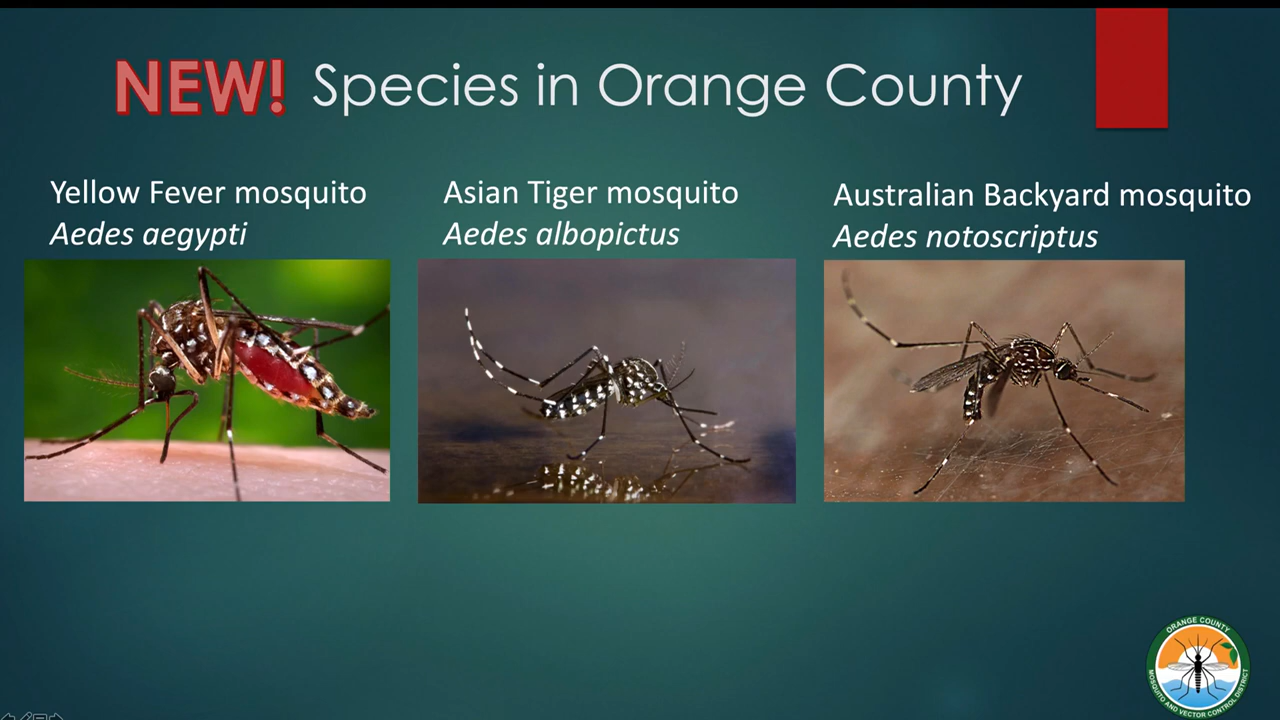 NEW! Species in Orange County
Yellow Fever mosquito
Aedes aegypti
Asian Tiger mosquito
Aedes albopictus
Australian Backyard mosquito
Aedes notoscriptus
ORANGE COUNTY
MOSQUITO AND VECTOR CONTROL DISTRICT